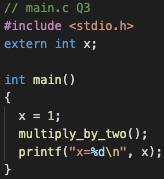 // main.c Q3
#include <stdio.h>
extern int x;

int main()
{
  x = 1;
  multiply_by_two();
  printf("x=%d\n", x);
}